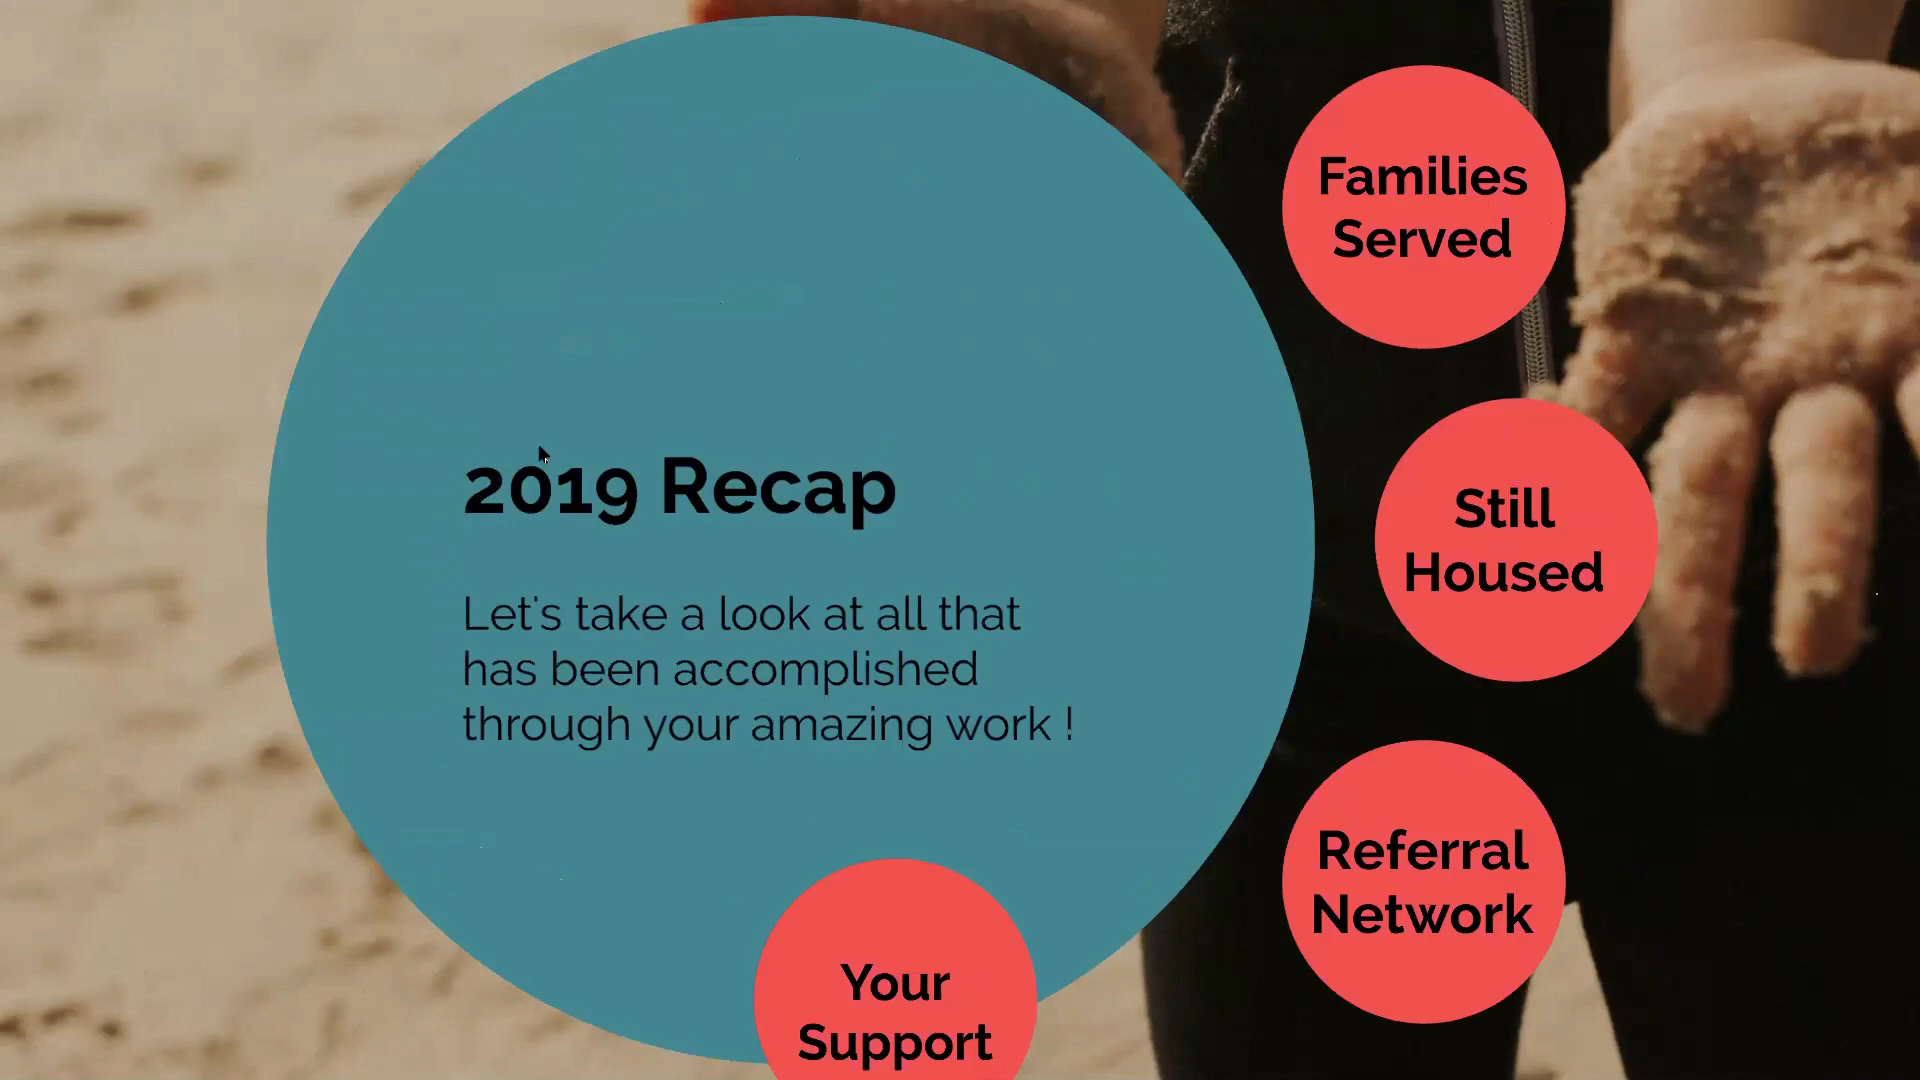 2019 Recap
Let's take a look at all that
has been accomplished
through your amazing work !
Families
Served
Still
Housed
Referral
Network
Your
Support